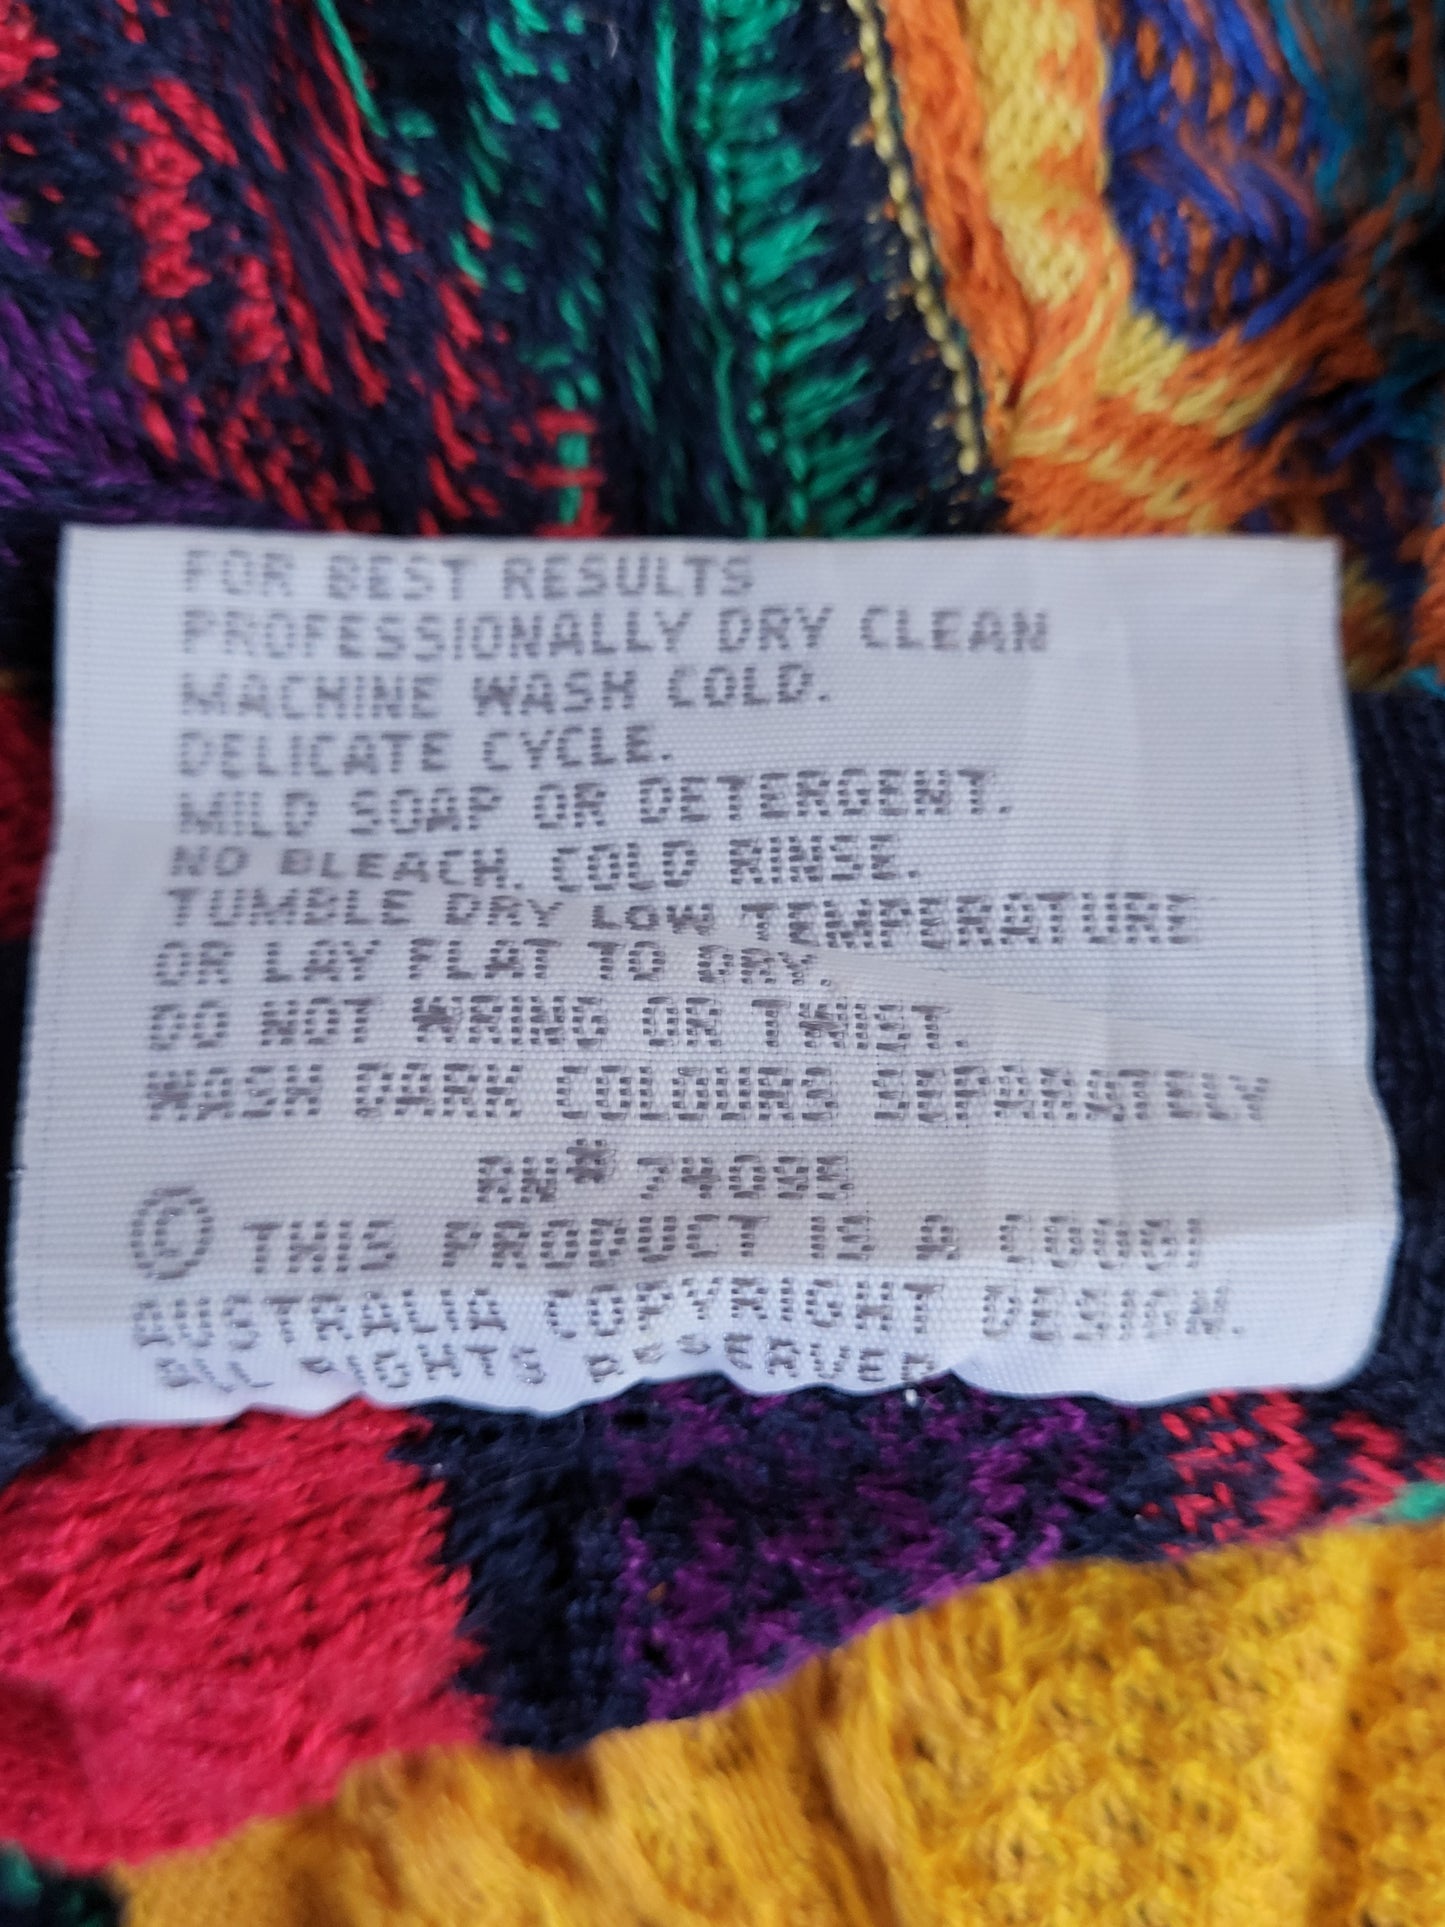 FOR BEST RESULTS
PROFESSIONALLY DRY CLEAN
MACHINE WASH COLD.
DELICATE CYCLE.
MILD SOAP OR DETERGENT.
NO BLEACH. COLD RINSE.
TUMBLE DRY LOW TEMPERATURE
OR LAY FLAT TO DRY.
DO NOT WRING OR TWIST.
WASH DARK COLOURS SEPARATELY
RN# 74085
© THIS PRODUCT IS A COOGI
AUSTRALIA COPYRIGHT DESIGN.
ALL RIGHTS RESERVED